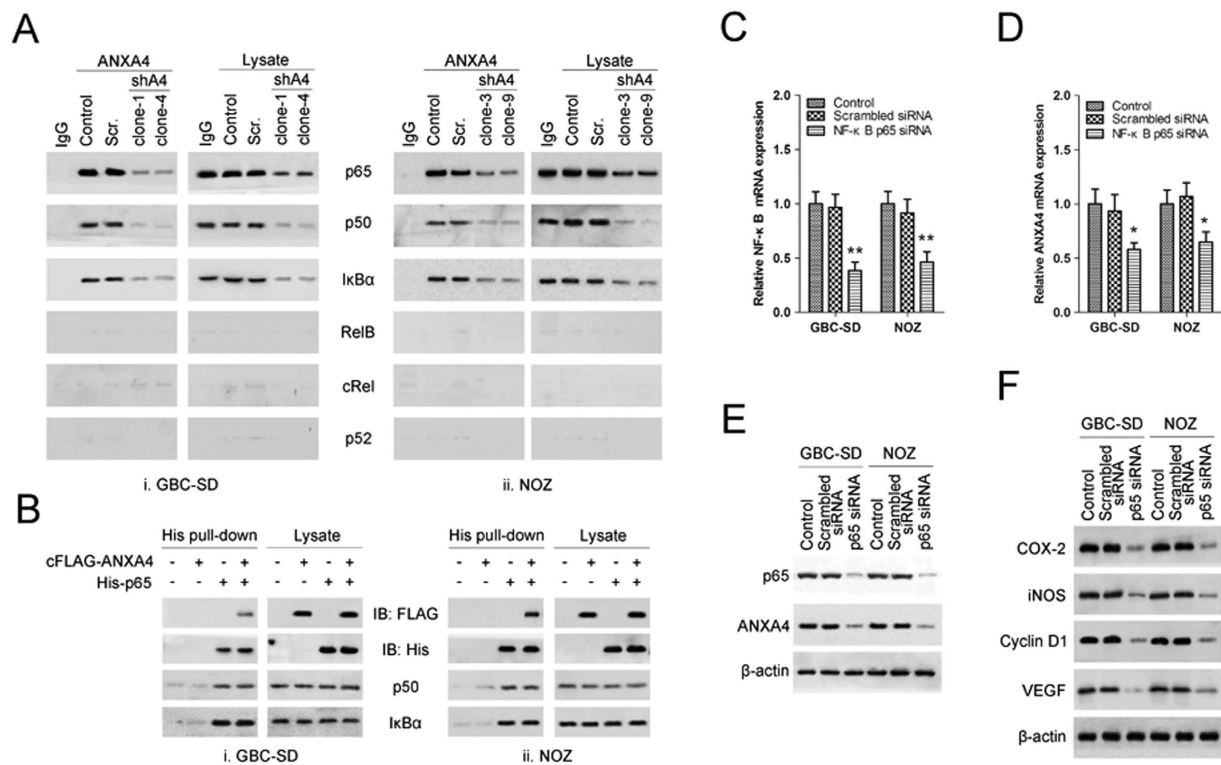 A
ANXA4 Lysate ANXA4 Lysate
shA4 shA4 shA4 shA4
IgG Control Scr. clone-1 clone-4 IgG Control Scr. clone-1 clone-4 IgG Control Scr. clone-3 clone-9 IgG Control Scr. clone-3 clone-9
p65
p50
IκBα
RelB
cRel
p52
i. GBC-SD ii. NOZ
B
His pull-down Lysate His pull-down Lysate
cFLAG-ANXA4 - + - + - + - + - + - + - + - +
His-p65 - - + + - - + + - - + + - - + +
IB: FLAG
IB: His
p50
IκBα
i. GBC-SD ii. NOZ
C
Relative NF-κ B mRNA expression
2.0
1.5
1.0
0.5
0.0
Control
Scrambled siRNA
NF-κ B p65 siRNA
** **
GBC-SD NOZ
D
Relative ANXA4 mRNA expression
2.0
1.5
1.0
0.5
0.0
Control
Scrambled siRNA
NF-κ B p65 siRNA
* *
GBC-SD NOZ
E
GBC-SD NOZ
Control Scrambled siRNA p65 siRNA Control Scrambled siRNA p65 siRNA
p65
ANXA4
β-actin
F
GBC-SD NOZ
Control Scrambled siRNA p65 siRNA Control Scrambled siRNA p65 siRNA
COX-2
iNOS
Cyclin D1
VEGF
β-actin